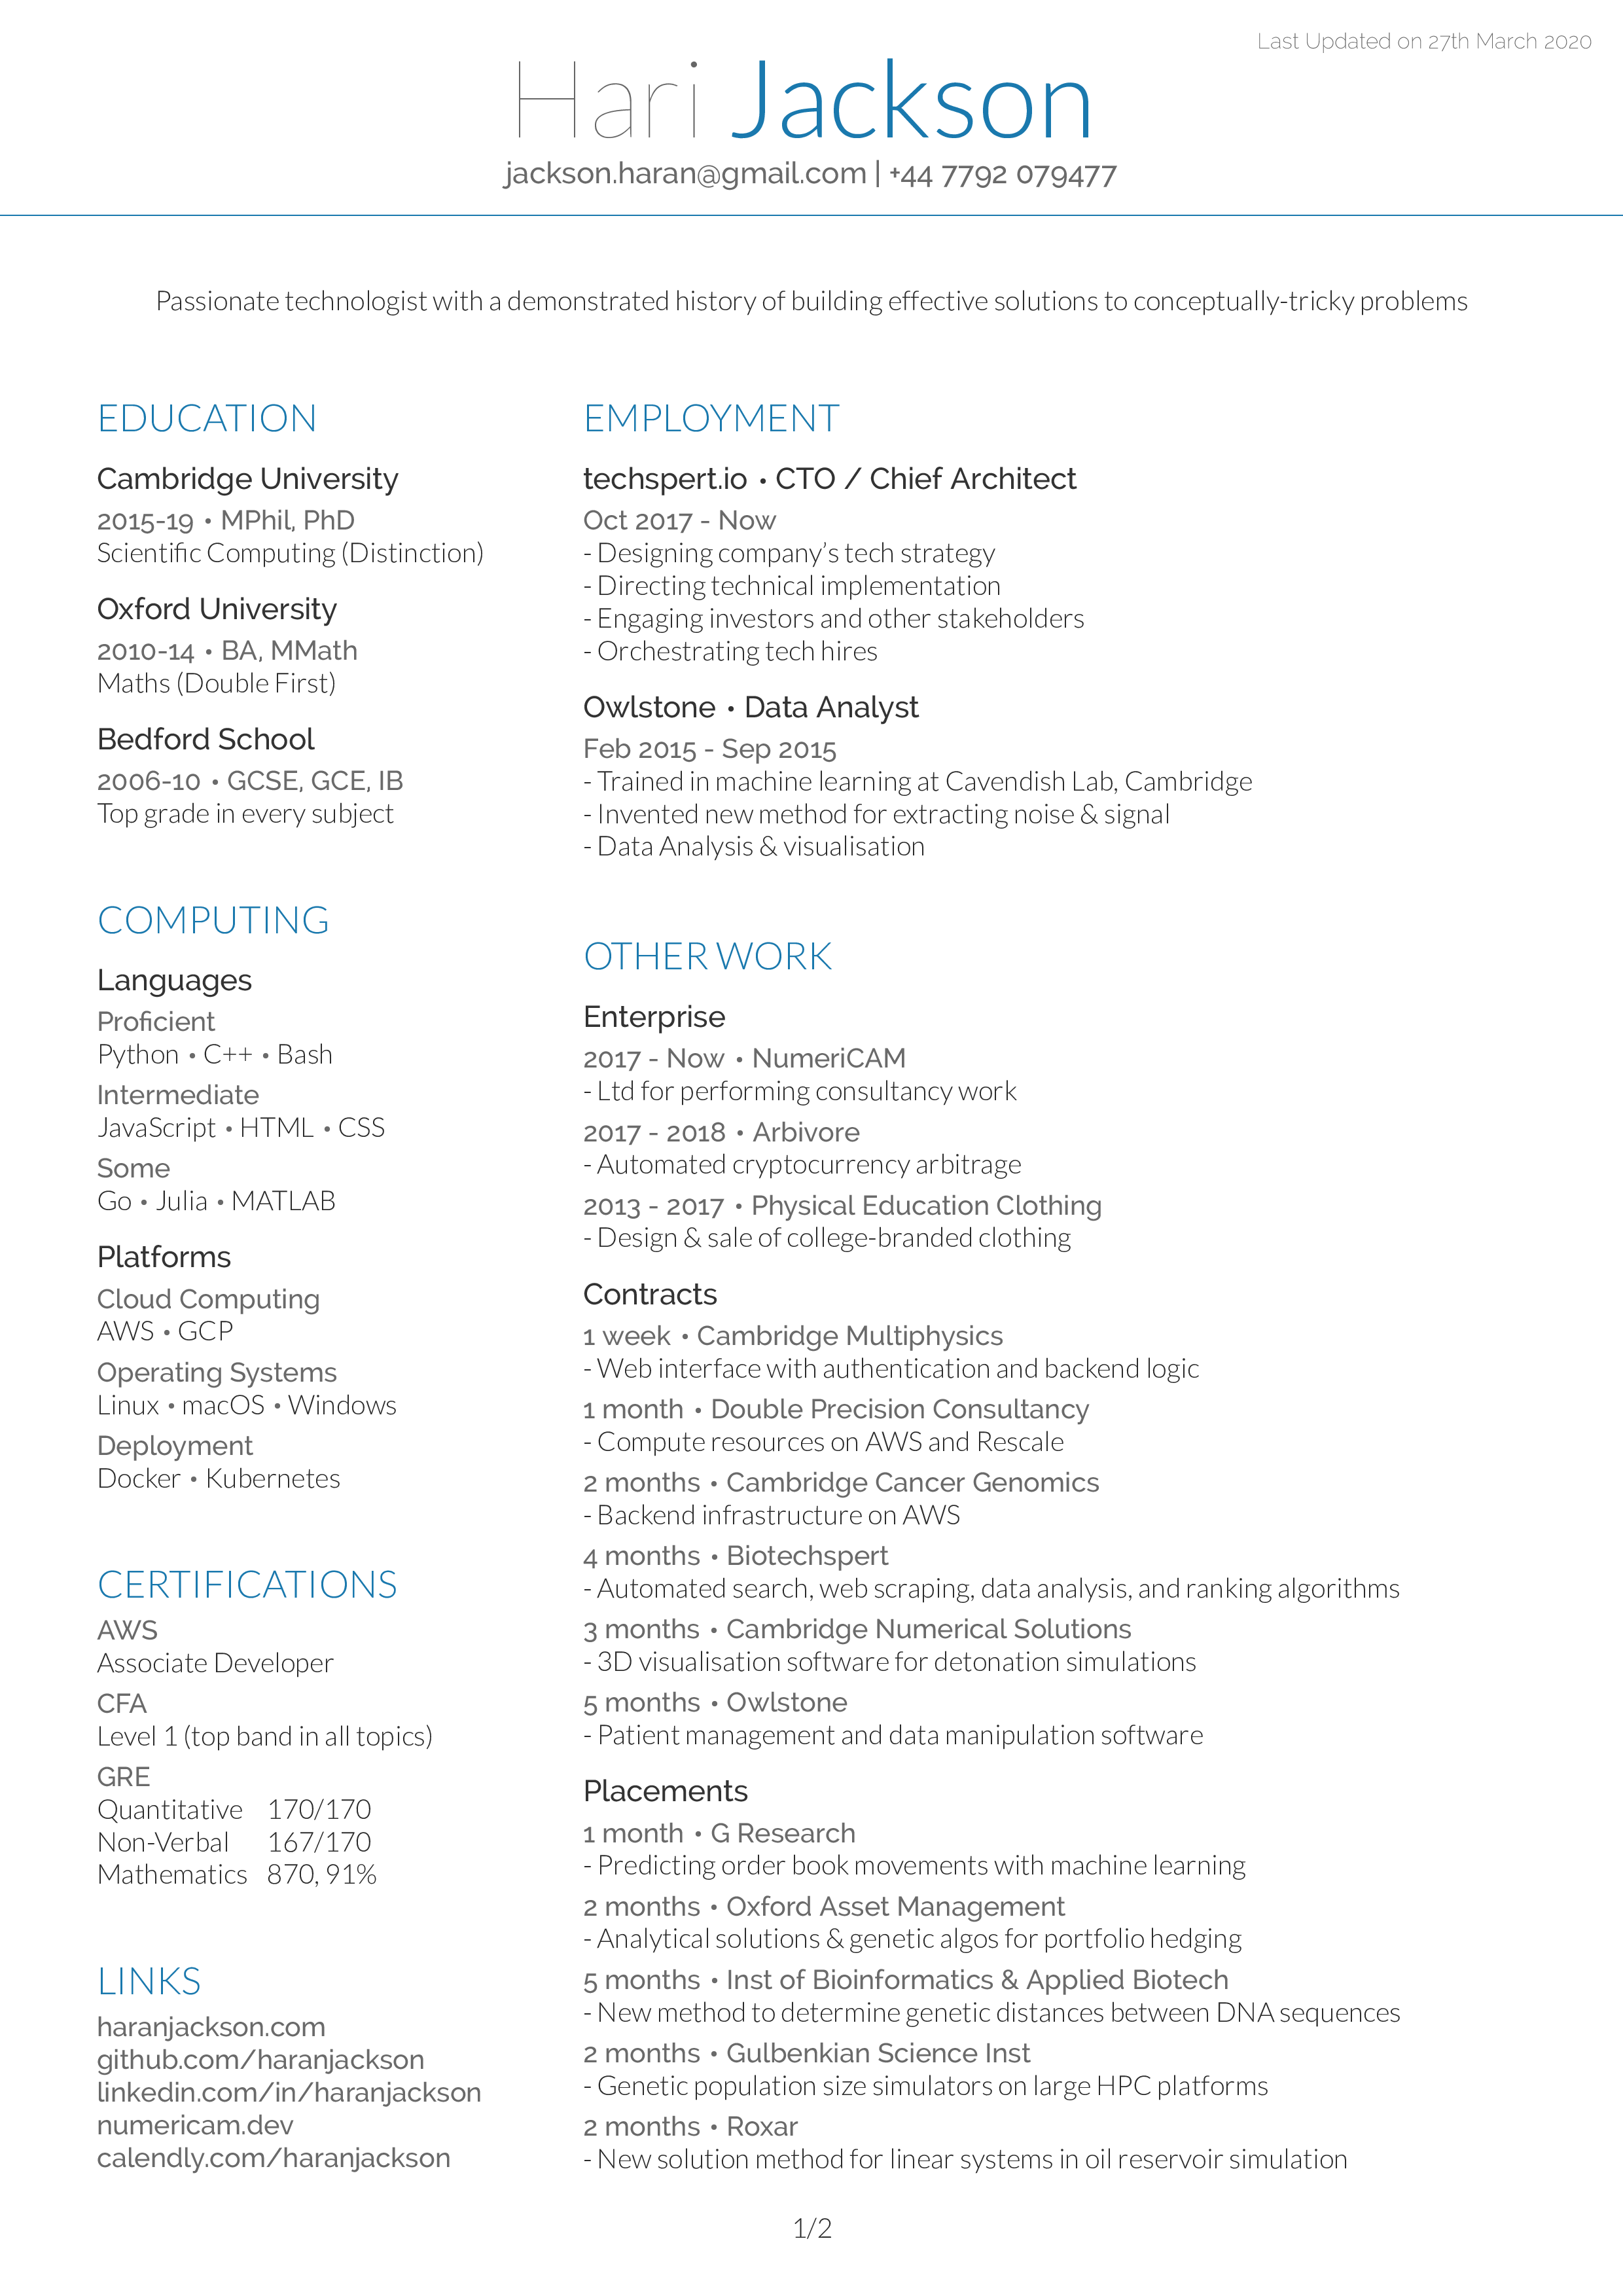 Last Updated on 27th March 2020
Hari Jackson
jackson.haran@gmail.com | +44 7792 079477
Passionate technologist with a demonstrated history of building effective solutions to conceptually-tricky problems
EDUCATION
Cambridge University
2015-19 • MPhil, PhD
Scientific Computing (Distinction)
Oxford University
2010-14 • BA, MMath
Maths (Double First)
Bedford School
2006-10 • GCSE, GCE, IB
Top grade in every subject
COMPUTING
Languages
Proficient
Python • C++ • Bash
Intermediate
JavaScript • HTML • CSS
Some
Go • Julia • MATLAB
Platforms
Cloud Computing
AWS • GCP
Operating Systems
Linux • macOS • Windows
Deployment
Docker • Kubernetes
CERTIFICATIONS
AWS
Associate Developer
CFA
Level 1 (top band in all topics)
GRE
Quantitative 170/170
Non-Verbal 167/170
Mathematics 870, 91%
LINKS
haranjackson.com
github.com/haranjackson
linkedin.com/in/haranjackson
numericam.dev
calendly.com/haranjackson
EMPLOYMENT
techspert.io • CTO / Chief Architect
Oct 2017 - Now
- Designing company's tech strategy
- Directing technical implementation
- Engaging investors and other stakeholders
- Orchestrating tech hires
Owlstone • Data Analyst
Feb 2015 - Sep 2015
- Trained in machine learning at Cavendish Lab, Cambridge
- Invented new method for extracting noise & signal
- Data Analysis & visualisation
OTHER WORK
Enterprise
2017 - Now • NumeriCAM
- Ltd for performing consultancy work
2017 - 2018 • Arbivore
- Automated cryptocurrency arbitrage
2013 - 2017 • Physical Education Clothing
- Design & sale of college-branded clothing
Contracts
1 week • Cambridge Multiphysics
- Web interface with authentication and backend logic
1 month • Double Precision Consultancy
- Compute resources on AWS and Rescale
2 months • Cambridge Cancer Genomics
- Backend infrastructure on AWS
4 months • Biotechspert
- Automated search, web scraping, data analysis, and ranking algorithms
3 months • Cambridge Numerical Solutions
- 3D visualisation software for detonation simulations
5 months • Owlstone
- Patient management and data manipulation software
Placements
1 month • G Research
- Predicting order book movements with machine learning
2 months • Oxford Asset Management
- Analytical solutions & genetic algos for portfolio hedging
5 months • Inst of Bioinformatics & Applied Biotech
- New method to determine genetic distances between DNA sequences
2 months • Gulbenkian Science Inst
- Genetic population size simulators on large HPC platforms
2 months • Roxar
- New solution method for linear systems in oil reservoir simulation
1/2